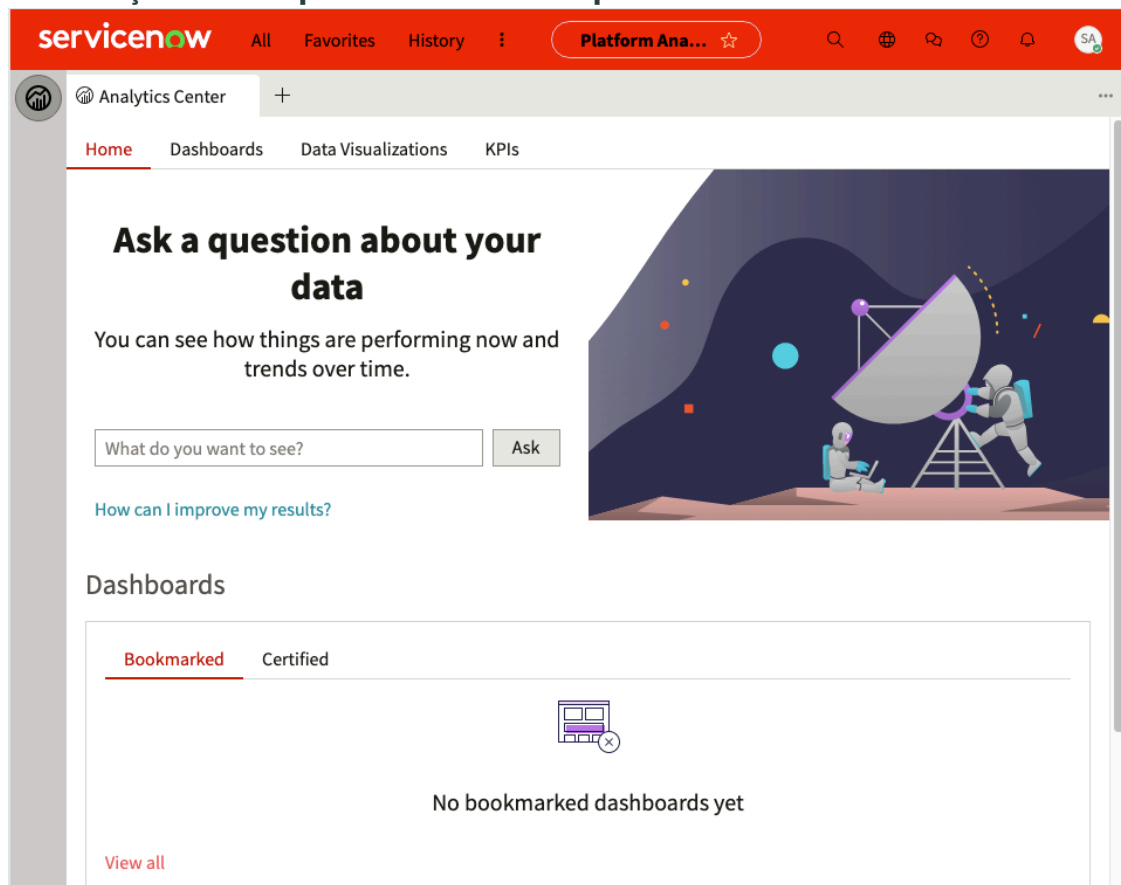 servicenow All Favorites History Platform Ana... SA
Analytics Center
Home Dashboards Data Visualizations KPIs
Ask a question about your
data
You can see how things are performing now and
trends over time.
What do you want to see? Ask
How can I improve my results?
Dashboards
Bookmarked Certified
No bookmarked dashboards yet
View all